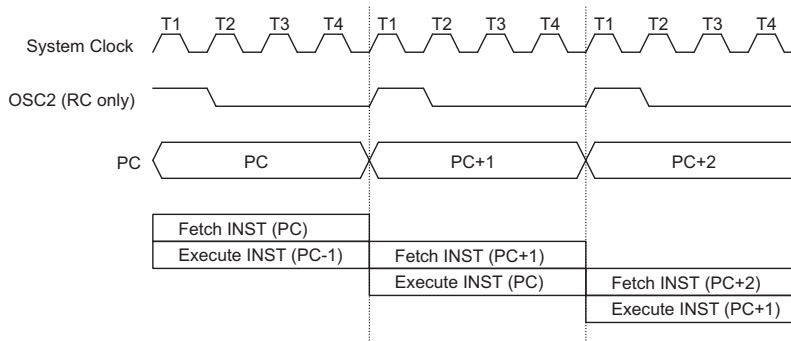 T1 T2 T3 T4 T1 T2 T3 T4 T1 T2 T3 T4
System Clock
OSC2 (RC only)
PC PC PC+1 PC+2
Fetch INST (PC)
Execute INST (PC-1) Fetch INST (PC+1)
Execute INST (PC) Fetch INST (PC+2)
Execute INST (PC+1)